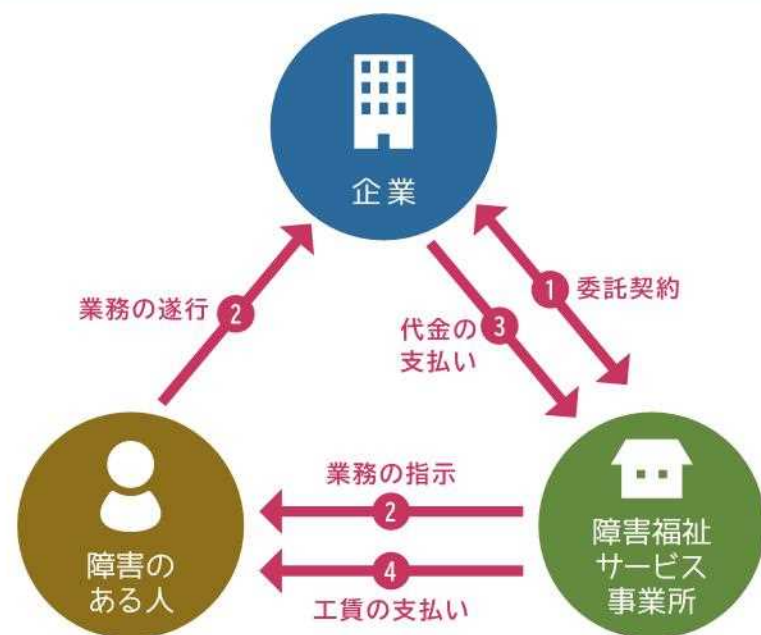 企業
業務の遂行
2
1
委託契約
代金の
支払い
3
業務の指示
2
4
工賃の支払い
障害の
ある人
障害福祉
サービス
事業所